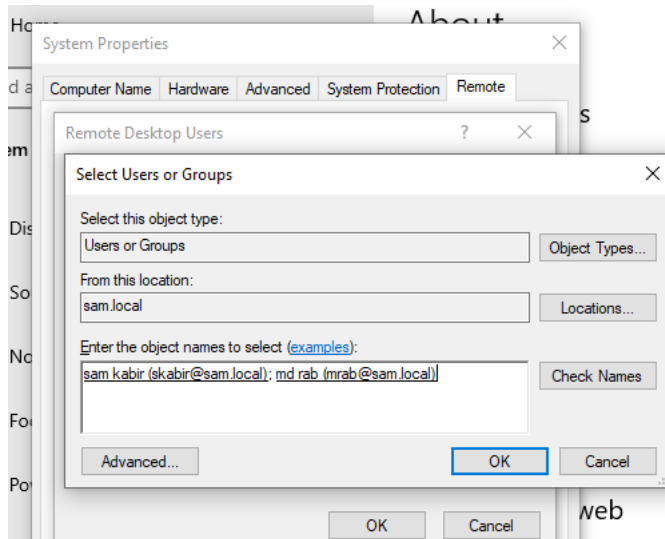 About
System Properties
Computer Name Hardware Advanced System Protection Remote
Remote Desktop Users ?
Select Users or Groups
Select this object type:
Users or Groups
Object Types...
From this location:
sam.local
Locations...
Enter the object names to select (examples):
sam kabir (skabir@sam.local); md rab (mrab@sam.local)
Check Names
Advanced...
OK
Cancel
web
OK
Cancel